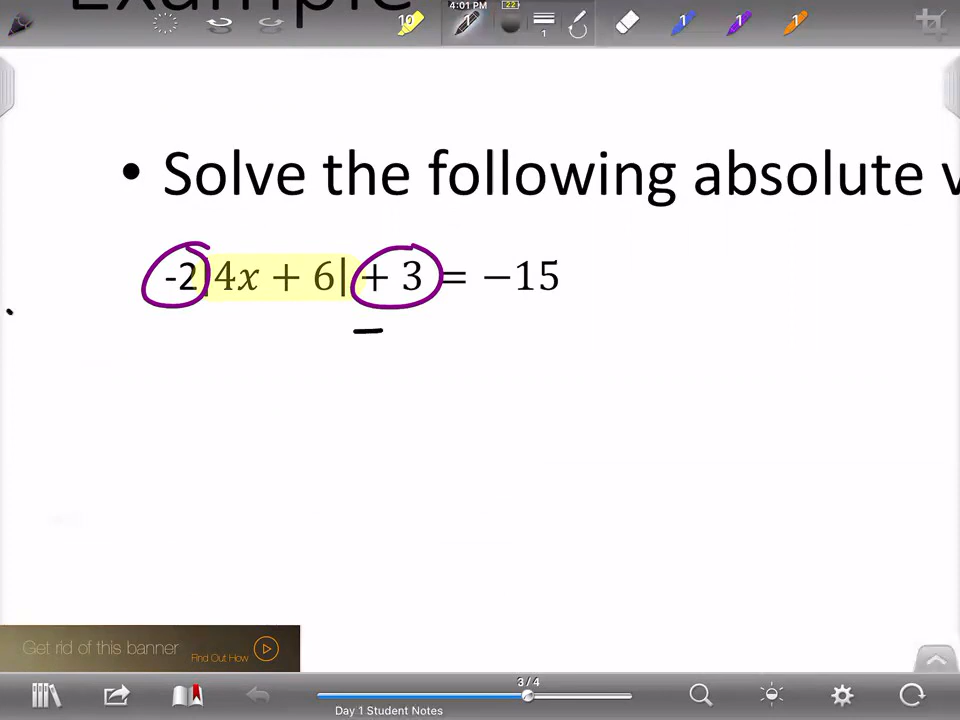 Example
4:01 PM
22
10
1
1
1
1
• Solve the following absolute v
-2|4x + 6| + 3 = −15
–
Get rid of this banner
Find Out How
3 / 4
Day 1 Student Notes